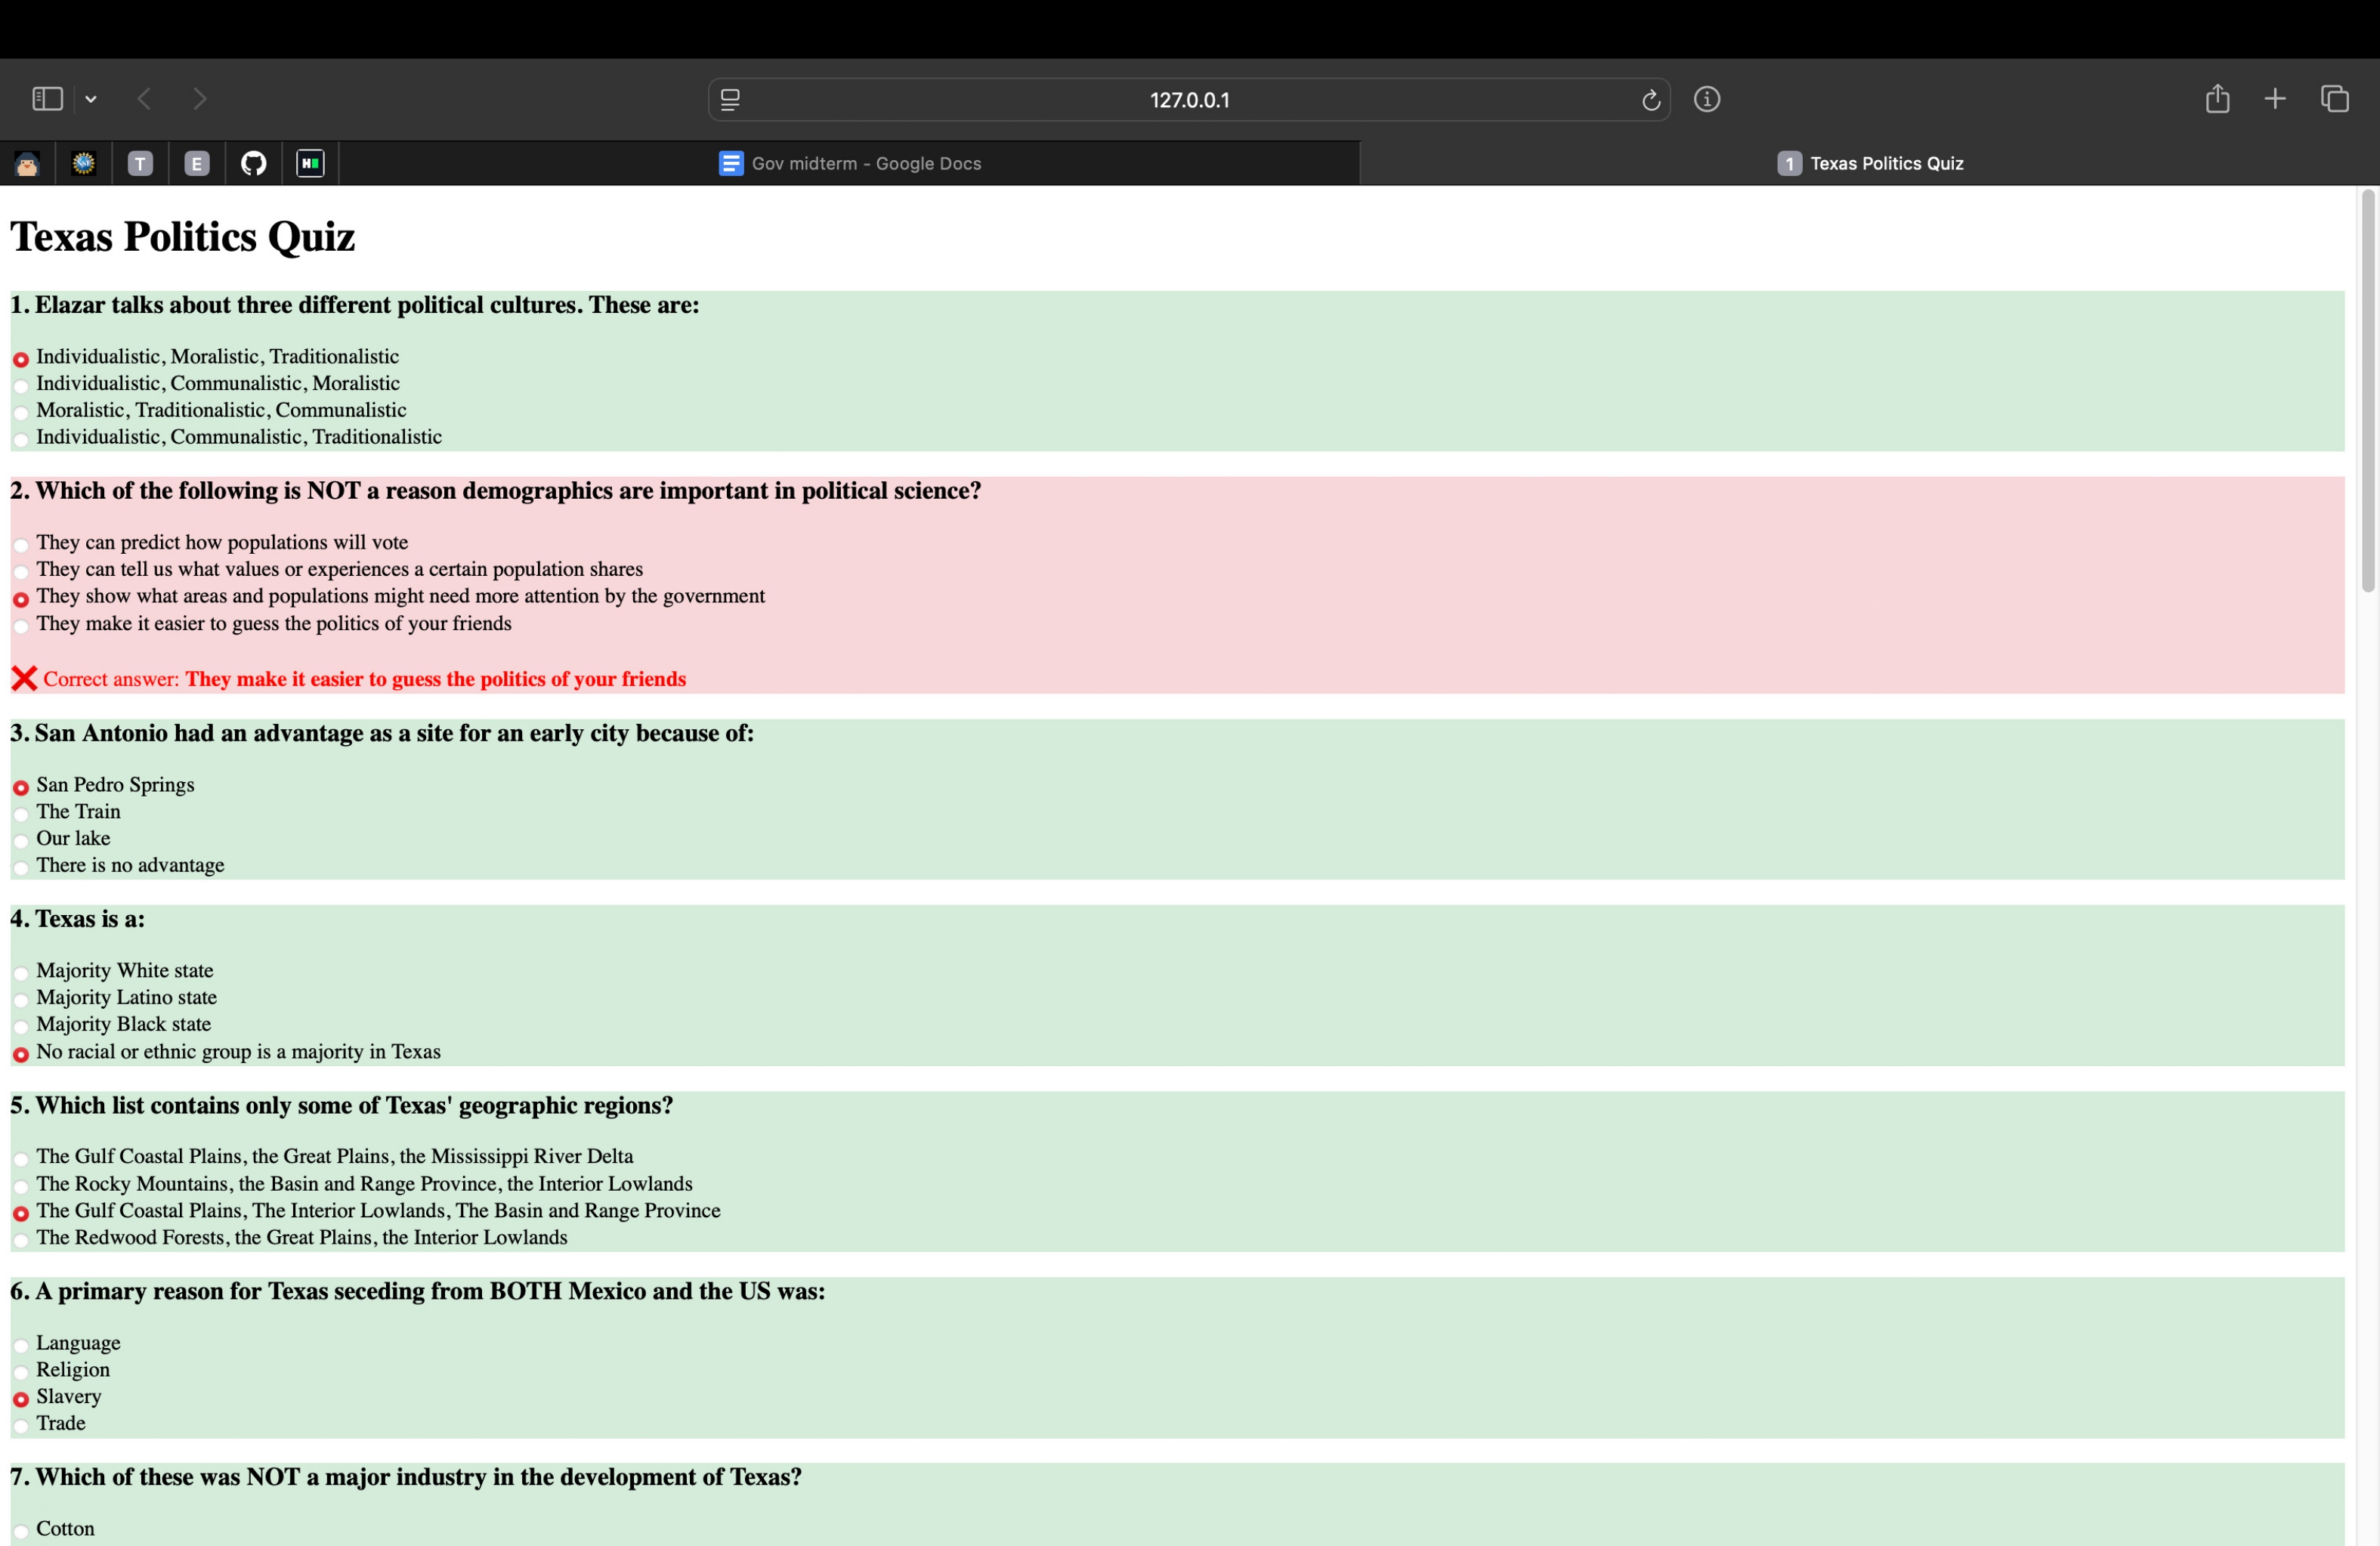 127.0.0.1
T
E
H
Gov midterm - Google Docs
1 Texas Politics Quiz
Texas Politics Quiz
1. Elazar talks about three different political cultures. These are:
Individualistic, Moralistic, Traditionalistic
Individualistic, Communalistic, Moralistic
Moralistic, Traditionalistic, Communalistic
Individualistic, Communalistic, Traditionalistic
2. Which of the following is NOT a reason demographics are important in political science?
They can predict how populations will vote
They can tell us what values or experiences a certain population shares
They show what areas and populations might need more attention by the government
They make it easier to guess the politics of your friends
❌ Correct answer: They make it easier to guess the politics of your friends
3. San Antonio had an advantage as a site for an early city because of:
San Pedro Springs
The Train
Our lake
There is no advantage
4. Texas is a:
Majority White state
Majority Latino state
Majority Black state
No racial or ethnic group is a majority in Texas
5. Which list contains only some of Texas' geographic regions?
The Gulf Coastal Plains, the Great Plains, the Mississippi River Delta
The Rocky Mountains, the Basin and Range Province, the Interior Lowlands
The Gulf Coastal Plains, The Interior Lowlands, The Basin and Range Province
The Redwood Forests, the Great Plains, the Interior Lowlands
6. A primary reason for Texas seceding from BOTH Mexico and the US was:
Language
Religion
Slavery
Trade
7. Which of these was NOT a major industry in the development of Texas?
Cotton